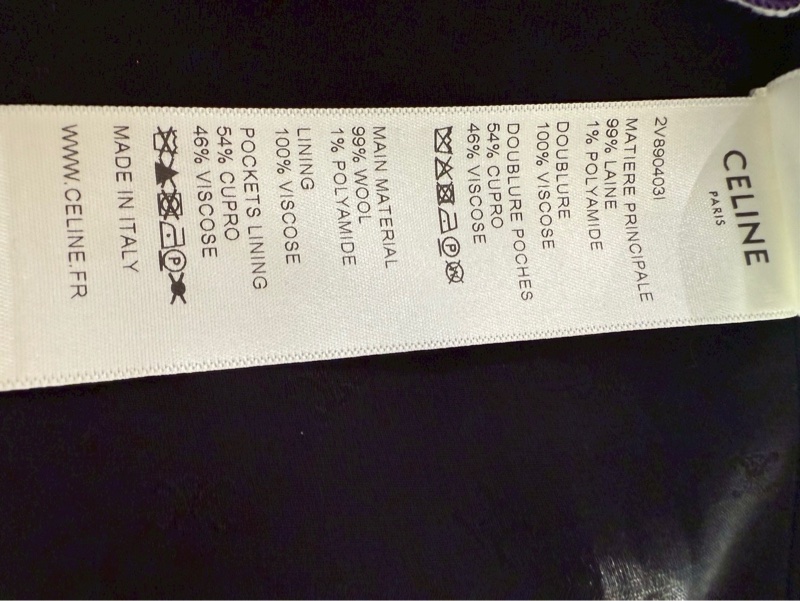 CELINE
PARIS
2V890403I
MATIERE PRINCIPALE
99% LAINE
1% POLYAMIDE
DOUBLURE
100% VISCOSE
DOUBLURE POCHES
54% CUPRO
46% VISCOSE
MAIN MATERIAL
99% WOOL
1% POLYAMIDE
LINING
100% VISCOSE
POCKETS LINING
54% CUPRO
46% VISCOSE
MADE IN ITALY
WWW.CELINE.FR